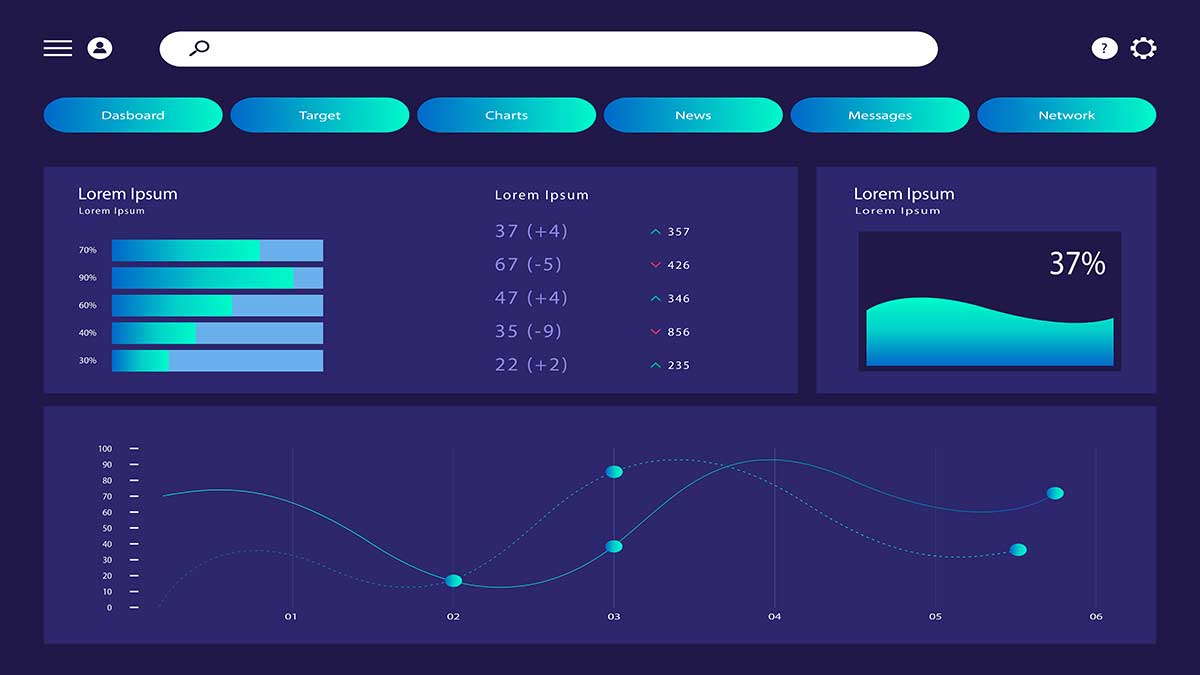 ?
Dasboard
Target
Charts
News
Messages
Network
Lorem Ipsum
Lorem Ipsum
70%
90%
60%
40%
30%
Lorem Ipsum
37 (+4) 357
67 (-5) 426
47 (+4) 346
35 (-9) 856
22 (+2) 235
Lorem Ipsum
Lorem Ipsum
37%
100
90
80
70
60
50
40
30
20
10
0
01 02 03 04 05 06